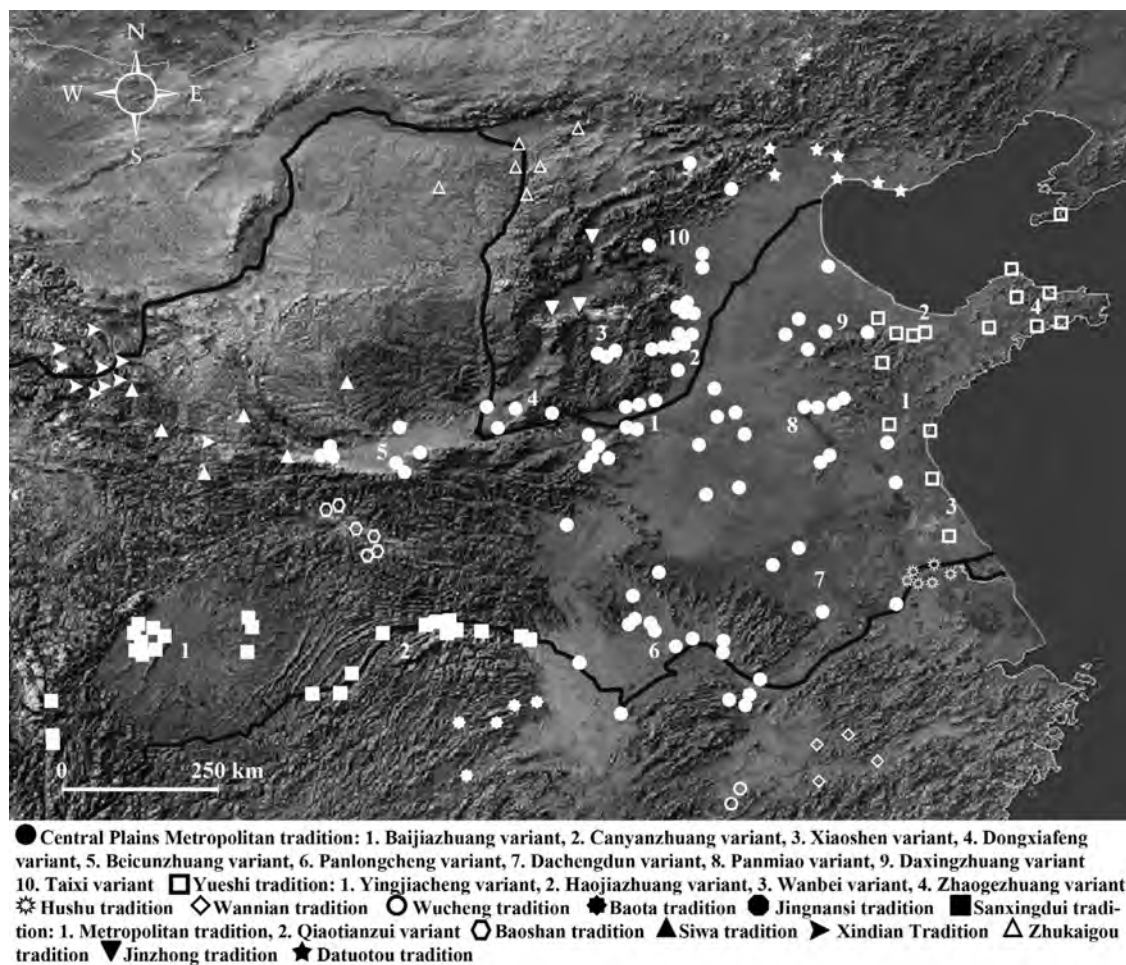 N
W E
S
10
3
2
9
2
4
4
1
8
1
5
3
7
1
2
6
0 250 km
● Central Plains Metropolitan tradition: 1. Baijiazhuang variant, 2. Canyanzhuang variant, 3. Xiaoshen variant, 4. Dongxiafeng
variant, 5. Beicunzhuang variant, 6. Panlongcheng variant, 7. Dachengdun variant, 8. Panmiao variant, 9. Daxingzhuang variant
10. Taixi variant Yueshi tradition: 1. Yingjiacheng variant, 2. Haojiazhuang variant, 3. Wanbei variant, 4. Zhaogezhuang variant
Hushu tradition Wannian tradition Wucheng tradition Baota tradition Jingnansi tradition Sanxingdui tradi-
tion: 1. Metropolitan tradition, 2. Qiaotianzui variant Baoshan tradition Siwa tradition Xindian Tradition Zhukaigou
tradition Jinzhong tradition Datuotou tradition